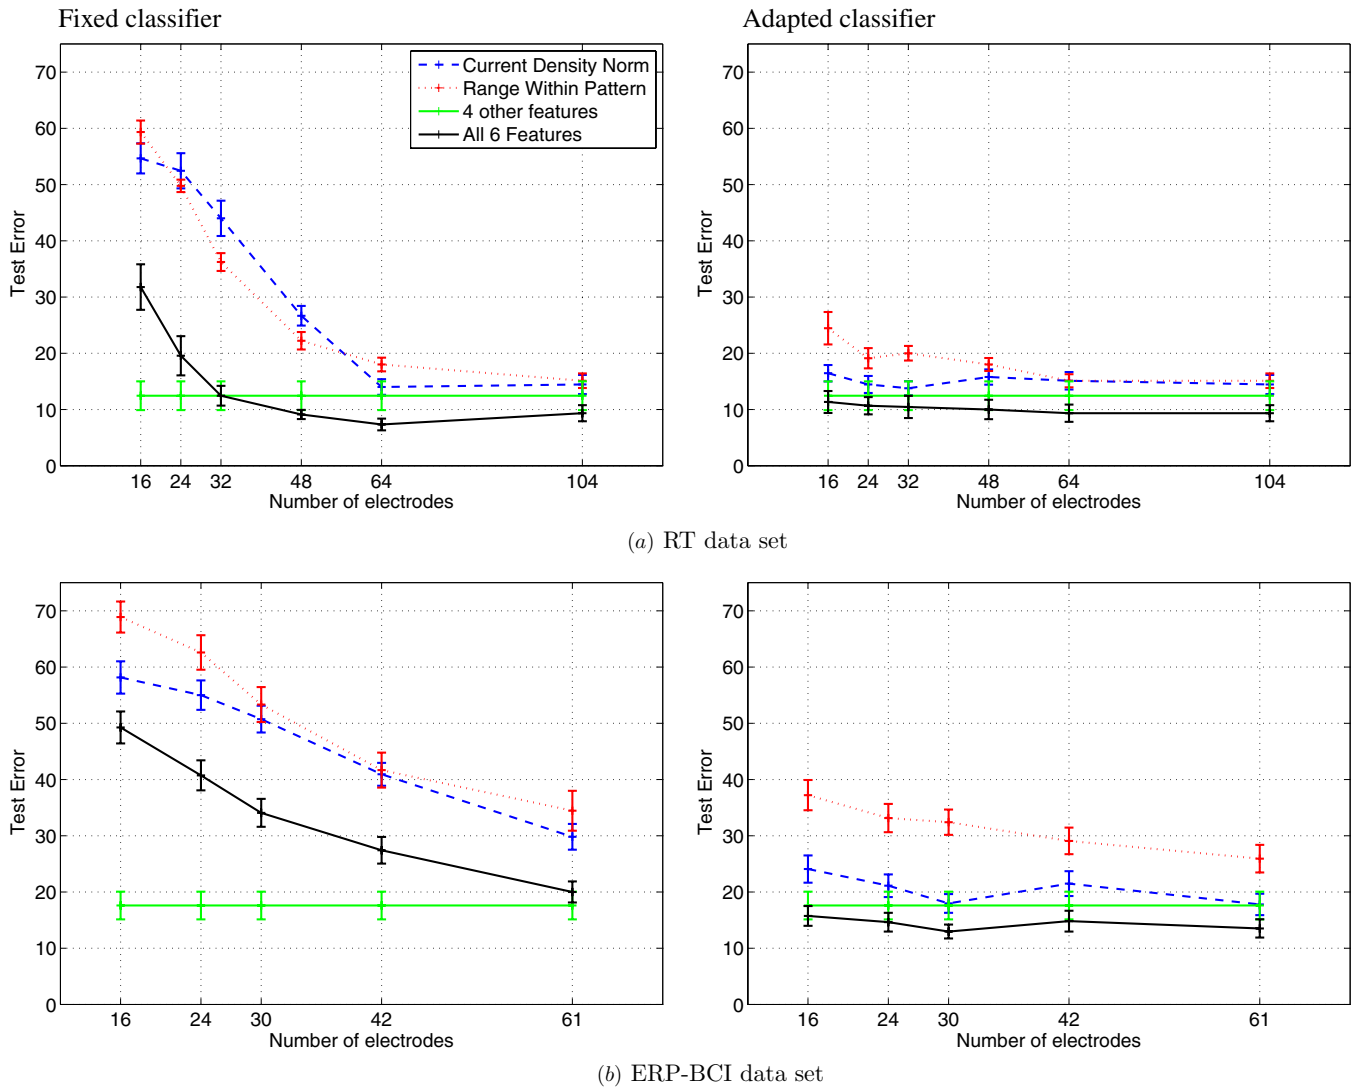 Fixed classifier
Adapted classifier
70
60
50
40
30
20
10
0
Test Error
Current Density Norm
Range Within Pattern
4 other features
All 6 Features
16 24 32 48 64 104
Number of electrodes
70
60
50
40
30
20
10
0
Test Error
16 24 32 48 64 104
Number of electrodes
(a) RT data set
70
60
50
40
30
20
10
0
Test Error
16 24 30 42 61
Number of electrodes
70
60
50
40
30
20
10
0
Test Error
16 24 30 42 61
Number of electrodes
(b) ERP-BCI data set